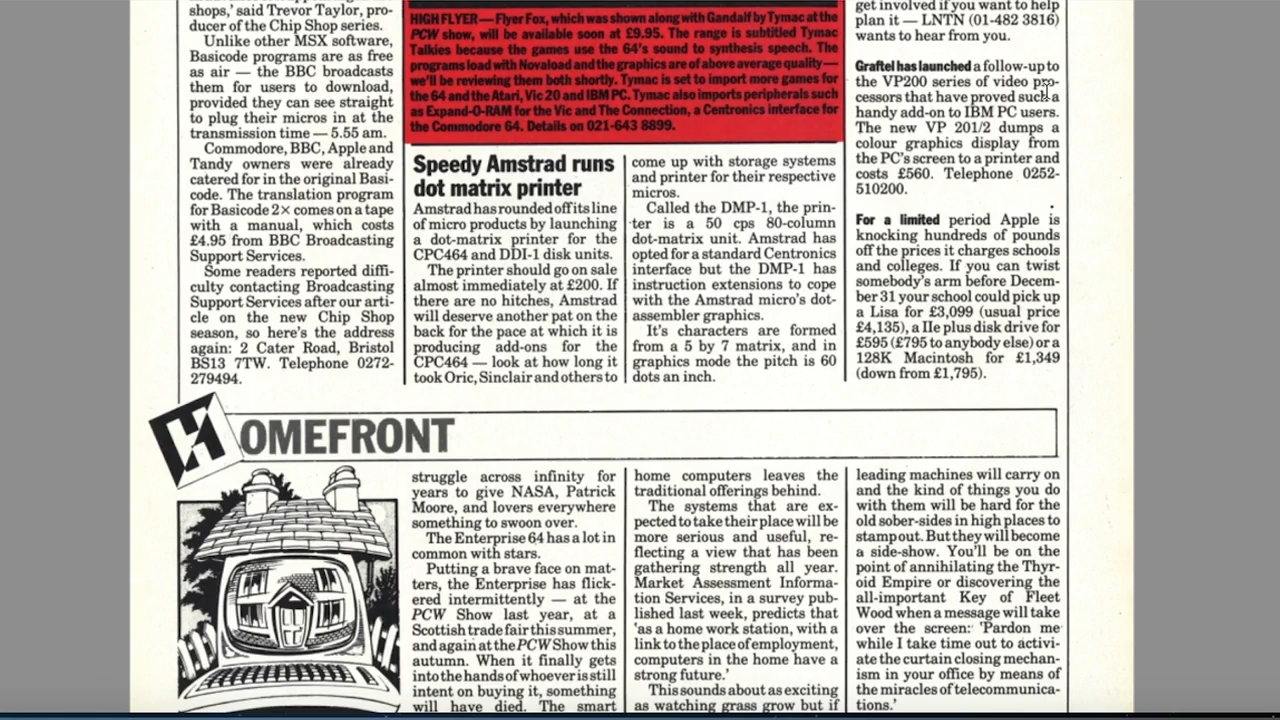 shops,' said Trevor Taylor, pro-
ducer of the Chip Shop series.
Unlike other MSX software,
Basicode programs are as free
as air — the BBC broadcasts
them for users to download,
provided they can see straight
to plug their micros in at the
transmission time — 5.55 am.
Commodore, BBC, Apple and
Tandy owners were already
catered for in the original Basi-
code. The translation program
for Basicode 2× comes on a tape
with a manual, which costs
£4.95 from BBC Broadcasting
Support Services.
Some readers reported diffi-
culty contacting Broadcasting
Support Services after our arti-
cle on the new Chip Shop
season, so here's the address
again: 2 Cater Road, Bristol
BS13 7TW. Telephone 0272-
279494.
HIGH FLYER — Flyer Fox, which was shown along with Gandalf by Tymac at the
PCW show, will be available soon at £9.95. The range is subtitled Tymac
Talkies because the games use the 64's sound to synthesis speech. The
programs load with Novaload and the graphics are of above average quality —
we'll be reviewing them both shortly. Tymac is set to import more games for
the 64 and the Atari, Vic 20 and IBM PC. Tymac also imports peripherals such
as Expand-O-RAM for the Vic and The Connection, a Centronics interface for
the Commodore 64. Details on 021-643 8899.
Speedy Amstrad runs
dot matrix printer
Amstrad has rounded off its line
of micro products by launching
a dot-matrix printer for the
CPC464 and DDI-1 disk units.
The printer should go on sale
almost immediately at £200. If
there are no hitches, Amstrad
will deserve another pat on the
back for the pace at which it is
producing add-ons for the
CPC464 — look at how long it
took Oric, Sinclair and others to
come up with storage systems
and printer for their respective
micros.
Called the DMP-1, the prin-
ter is a 50 cps 80-column
dot-matrix unit. Amstrad has
opted for a standard Centronics
interface but the DMP-1 has
instruction extensions to cope
with the Amstrad micro's dot-
assembler graphics.
It's characters are formed
from a 5 by 7 matrix, and in
graphics mode the pitch is 60
dots an inch.
get involved if you want to help
plan it — LNTN (01-482 3816)
wants to hear from you.
Graftel has launched a follow-up to
the VP200 series of video pro-
cessors that have proved such a
handy add-on to IBM PC users.
The new VP 201/2 dumps a
colour graphics display from
the PC's screen to a printer and
costs £560. Telephone 0252-
510200.
For a limited period Apple is
knocking hundreds of pounds
off the prices it charges schools
and colleges. If you can twist
somebody's arm before Decem-
ber 31 your school could pick up
a Lisa for £3,099 (usual price
£4,135), a IIe plus disk drive for
£595 (£795 to anybody else) or a
128K Macintosh for £1,349
(down from £1,795).
HOMEFRONT
struggle across infinity for
years to give NASA, Patrick
Moore, and lovers everywhere
something to swoon over.
The Enterprise 64 has a lot in
common with stars.
Putting a brave face on mat-
ters, the Enterprise has flick-
ered intermittently — at the
PCW Show last year, at a
Scottish trade fair this summer,
and again at the PCW Show this
autumn. When it finally gets
into the hands of whoever is still
intent on buying it, something
will have died. The smart
home computers leaves the
traditional offerings behind.
The systems that are ex-
pected to take their place will be
more serious and useful, re-
flecting a view that has been
gathering strength all year.
Market Assessment Informa-
tion Services, in a survey pub-
lished last week, predicts that
'as a home work station, with a
link to the place of employment,
computers in the home have a
strong future.'
This sounds about as exciting
as watching grass grow but if
leading machines will carry on
and the kind of things you do
with them will be hard for the
old sober-sides in high places to
stamp out. But they will become
a side-show. You'll be on the
point of annihilating the Thyr-
oid Empire or discovering the
all-important Key of Fleet
Wood when a message will take
over the screen: 'Pardon me
while I take time out to activi-
ate the curtain closing mechan-
ism in your office by means of
the miracles of telecommunica-
tions.'